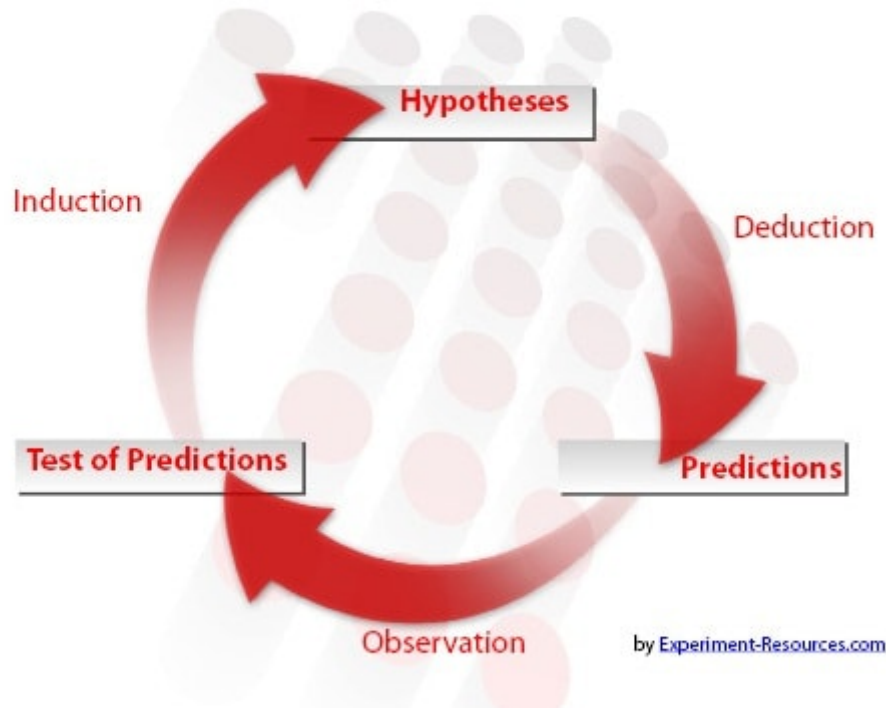 Hypotheses
Induction
Deduction
Test of Predictions
Predictions
Observation
by Experiment-Resources.com